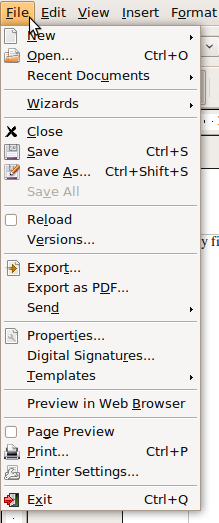 File Edit View Insert Format
New
Open... Ctrl+O
Recent Documents
Wizards
Close
Save Ctrl+S
Save As... Ctrl+Shift+S
Save All
Reload
Versions...
Export...
Export as PDF...
Send
Properties...
Digital Signatures...
Templates
Preview in Web Browser
Page Preview
Print... Ctrl+P
Printer Settings...
Exit Ctrl+Q